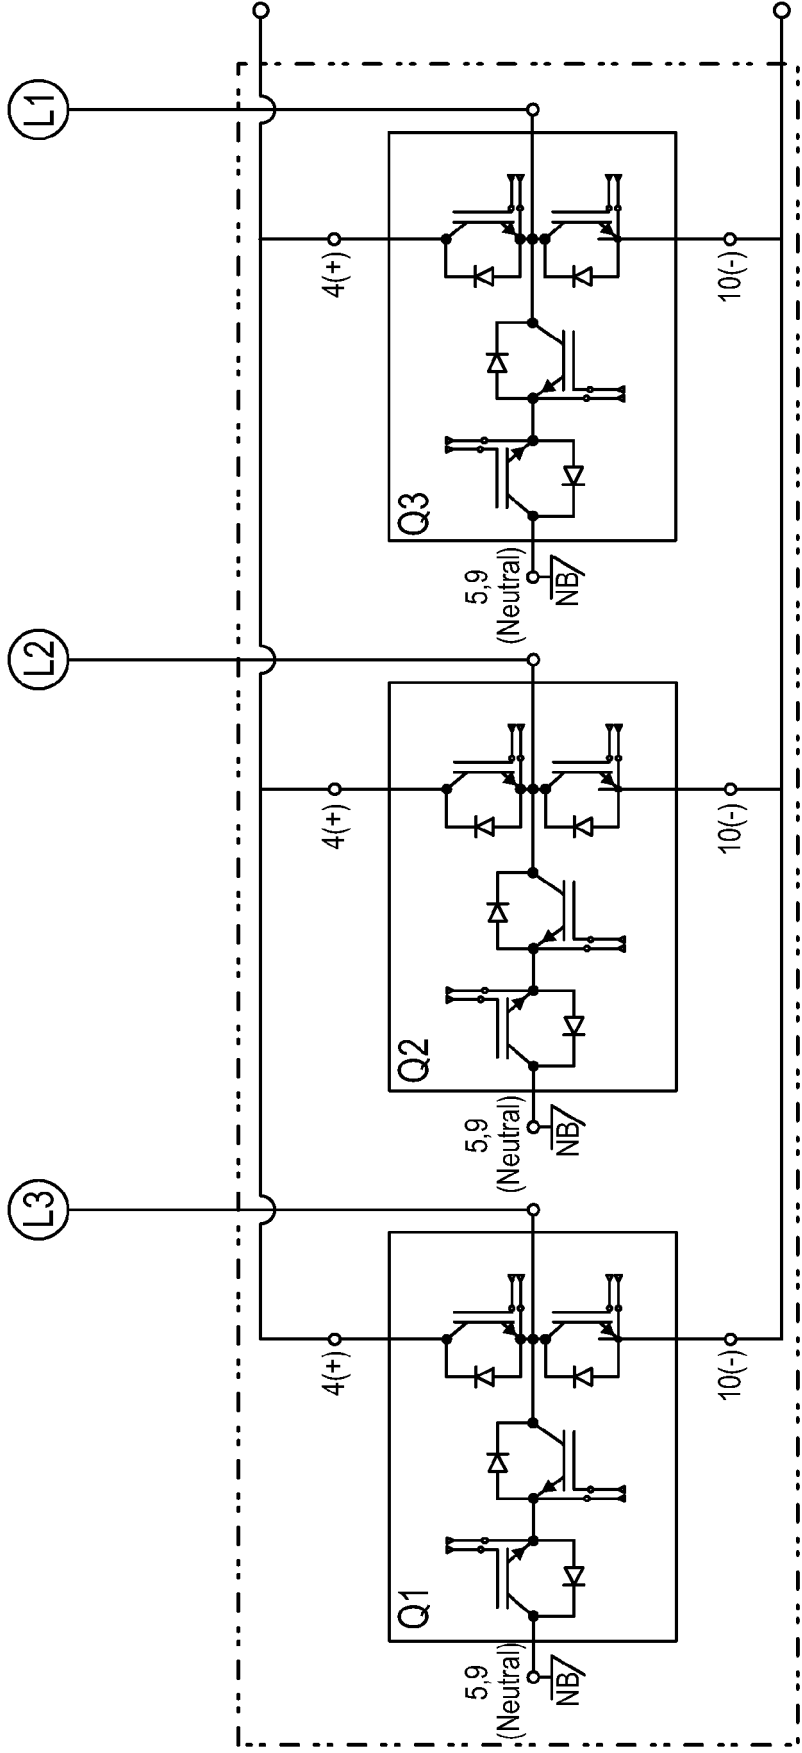 L1
4(+)
10(-)
Q3
5,9
(Neutral)
NB
L2
4(+)
10(-)
Q2
5,9
(Neutral)
NB
L3
4(+)
10(-)
Q1
5,9
(Neutral)
NB